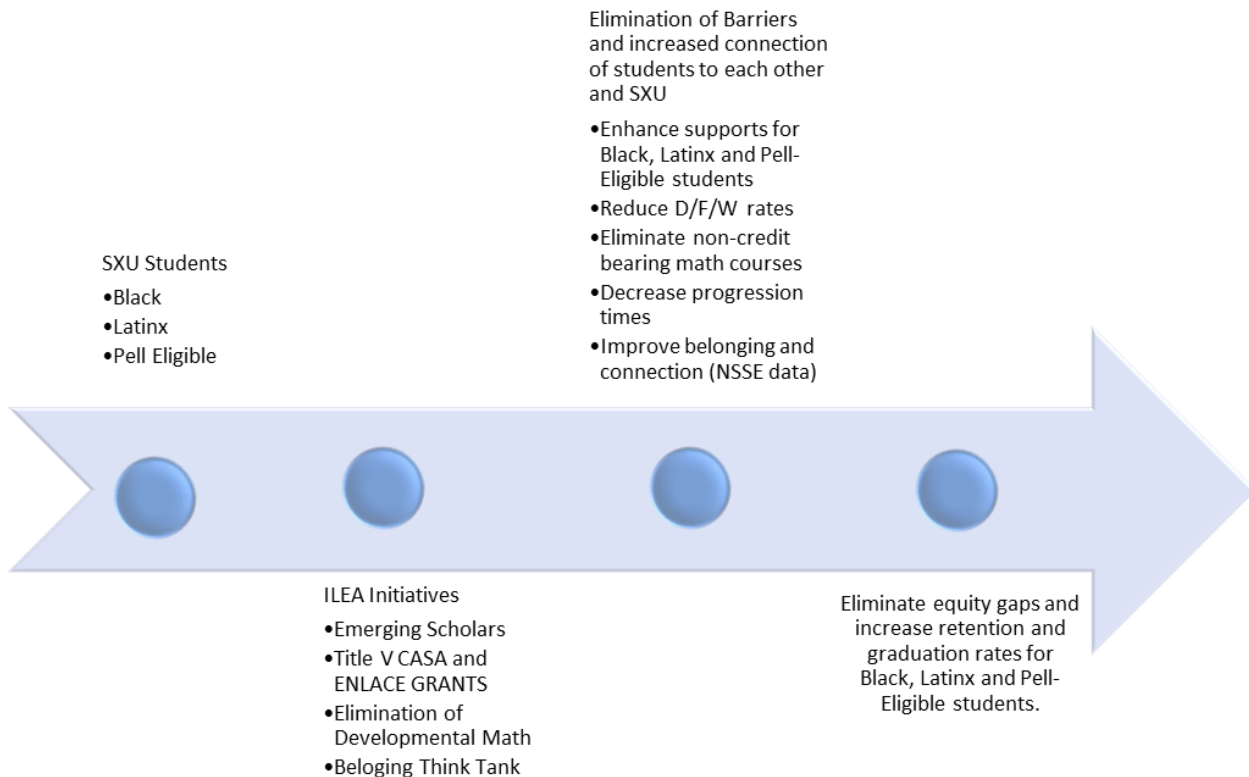 SXU Students
•Black
•Latinx
•Pell Eligible
ILEA Initiatives
•Emerging Scholars
•Title V CASA and
ENLACE GRANTS
•Elimination of
Developmental Math
•Beloging Think Tank
Elimination of Barriers
and increased connection
of students to each other
and SXU
•Enhance supports for
Black, Latinx and Pell-
Eligible students
•Reduce D/F/W rates
•Eliminate non-credit
bearing math courses
•Decrease progression
times
•Improve belonging and
connection (NSSE data)
Eliminate equity gaps and
increase retention and
graduation rates for
Black, Latinx and Pell-
Eligible students.